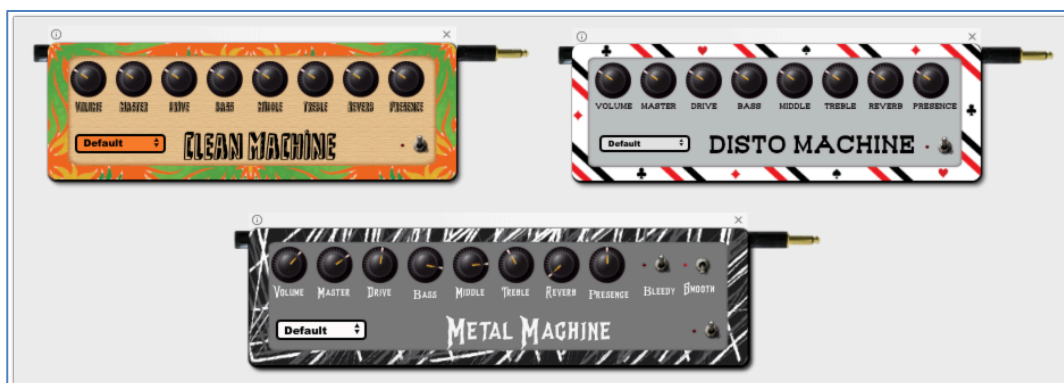 VOLUME MASTER DRIVE BASS MIDDLE TREBLE REVERB PRESENCE
Default
CLEAN MACHINE
VOLUME MASTER DRIVE BASS MIDDLE TREBLE REVERB PRESENCE
Default
DISTO MACHINE
VOLUME MASTER DRIVE BASS MIDDLE TREBLE REVERB PRESENCE BLEEDY SMOOTH
Default
METAL MACHINE